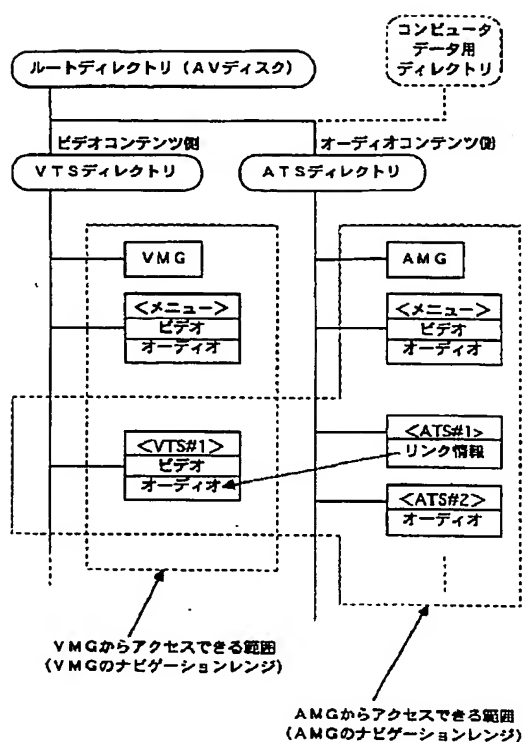 コンピュータ
データ用
ディレクトリ
ルートディレクトリ（AVディスク）
ビデオコンテンツ側
オーディオコンテンツ側
VTSディレクトリ
ATSディレクトリ
VMG
AMG
<メニュー>
ビデオ
オーディオ
<メニュー>
ビデオ
オーディオ
<VTS#1>
ビデオ
オーディオ
<ATS#1>
リンク情報
<ATS#2>
オーディオ
VMGからアクセスできる範囲
（VMGのナビゲーションレンジ）
AMGからアクセスできる範囲
（AMGのナビゲーションレンジ）